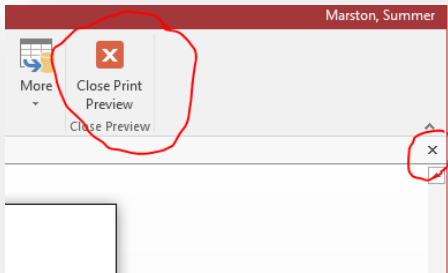 Marston, Summer
More
Close Print
Preview
Close Preview